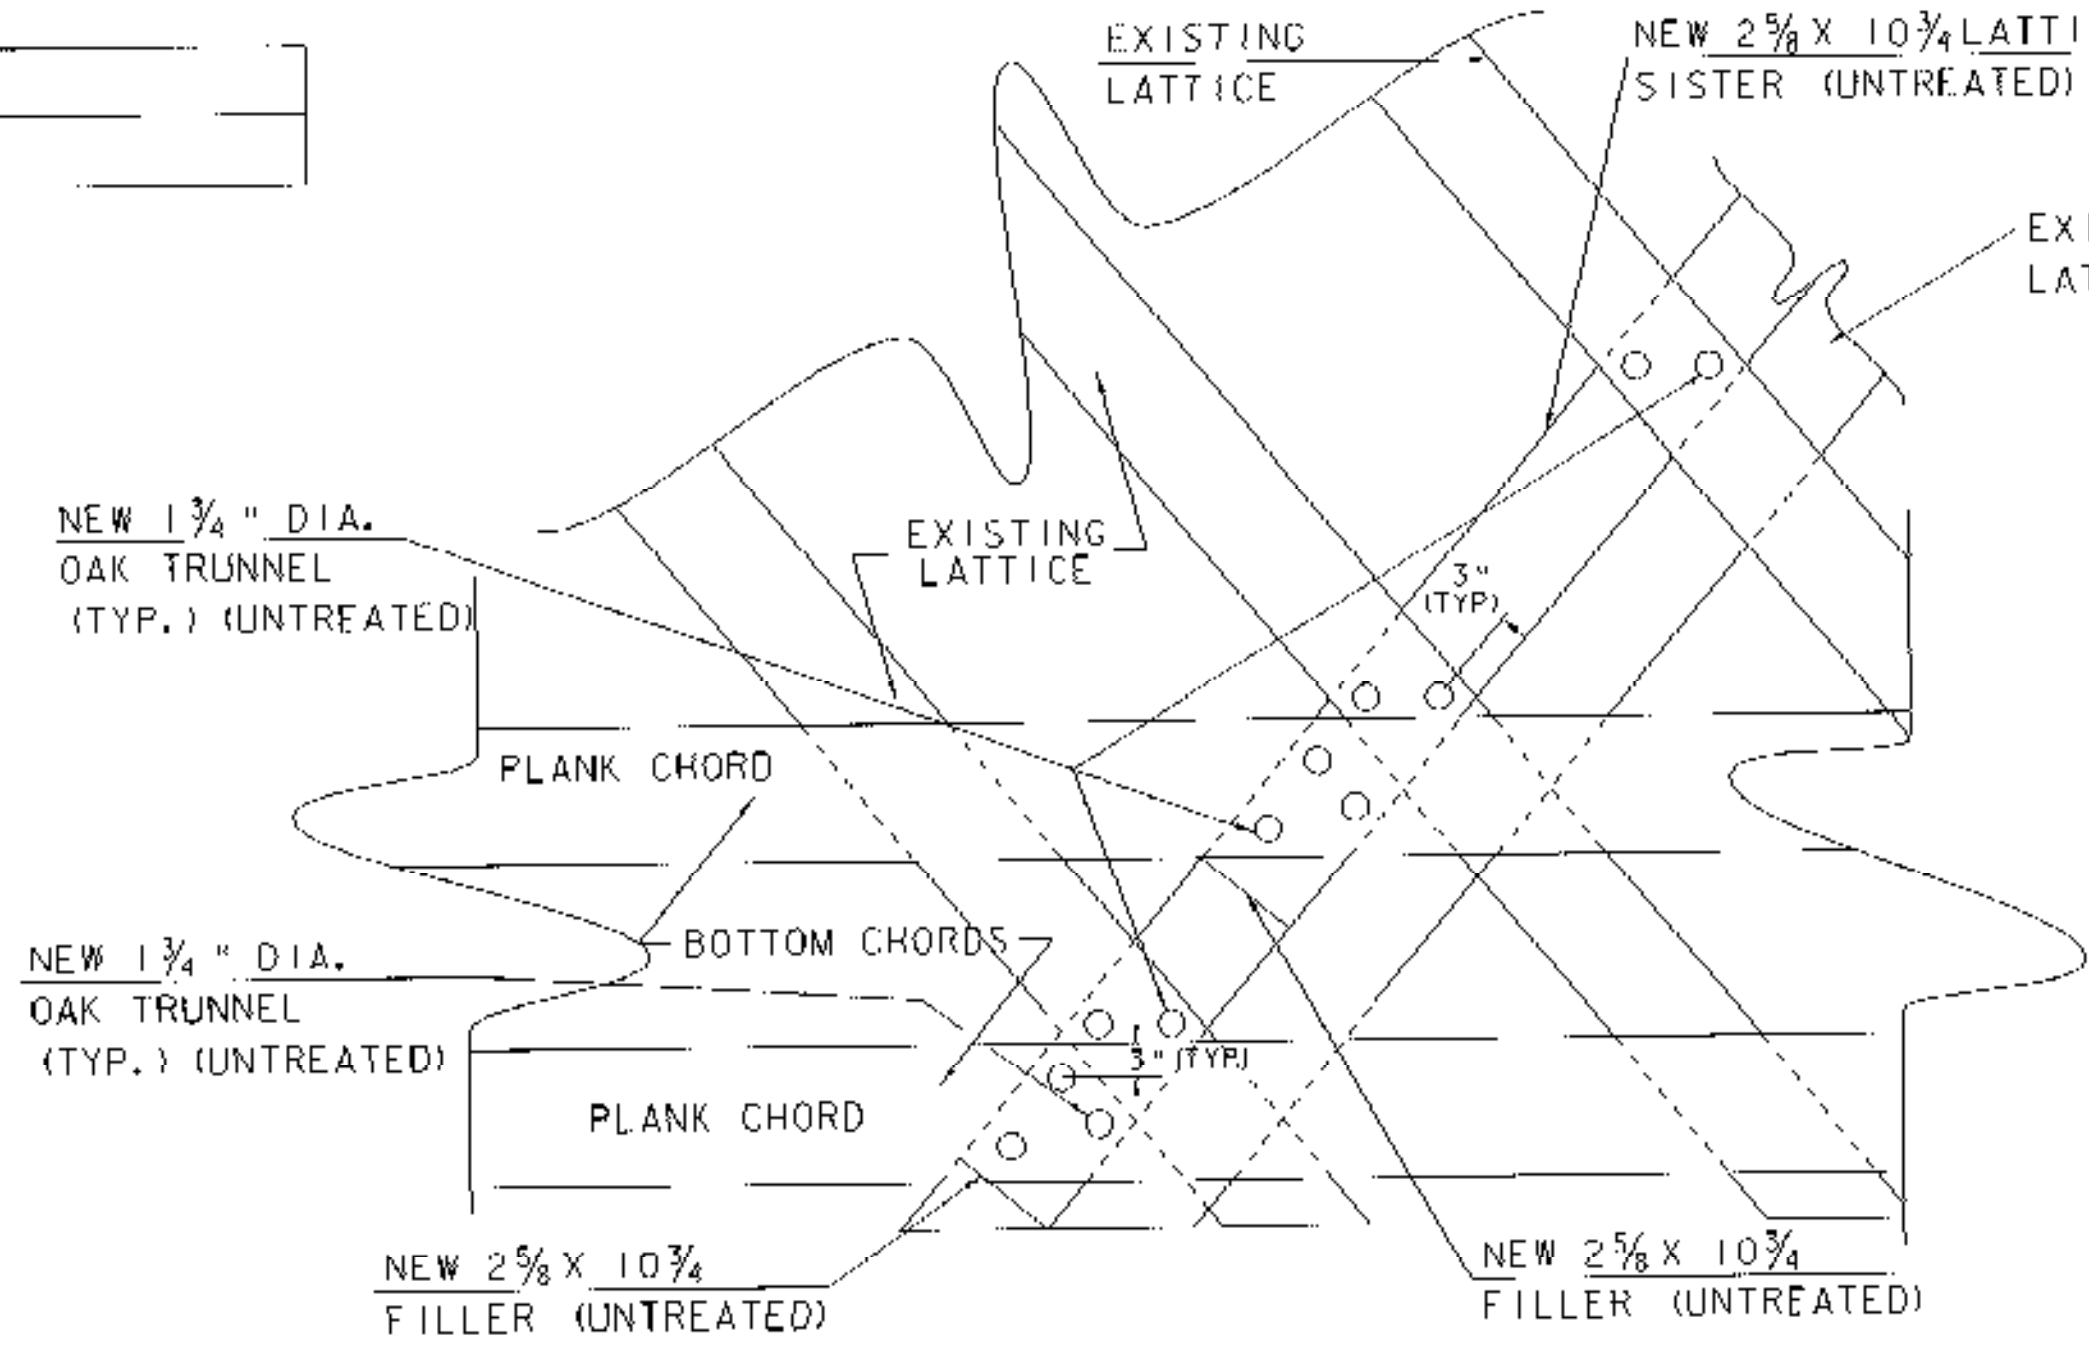 EXISTING
LATTICE
NEW 2⅝ X 10¾ LATTI
SISTER (UNTREATED)
EXI
LAT
NEW 1¾" DIA.
OAK TRUNNEL
(TYP.) (UNTREATED)
EXISTING
LATTICE
3"
(TYP)
PLANK CHORD
BOTTOM CHORDS
NEW 1¾" DIA.
OAK TRUNNEL
(TYP.) (UNTREATED)
3" (TYP)
PLANK CHORD
NEW 2⅝ X 10¾
FILLER (UNTREATED)
NEW 2⅝ X 10¾
FILLER (UNTREATED)